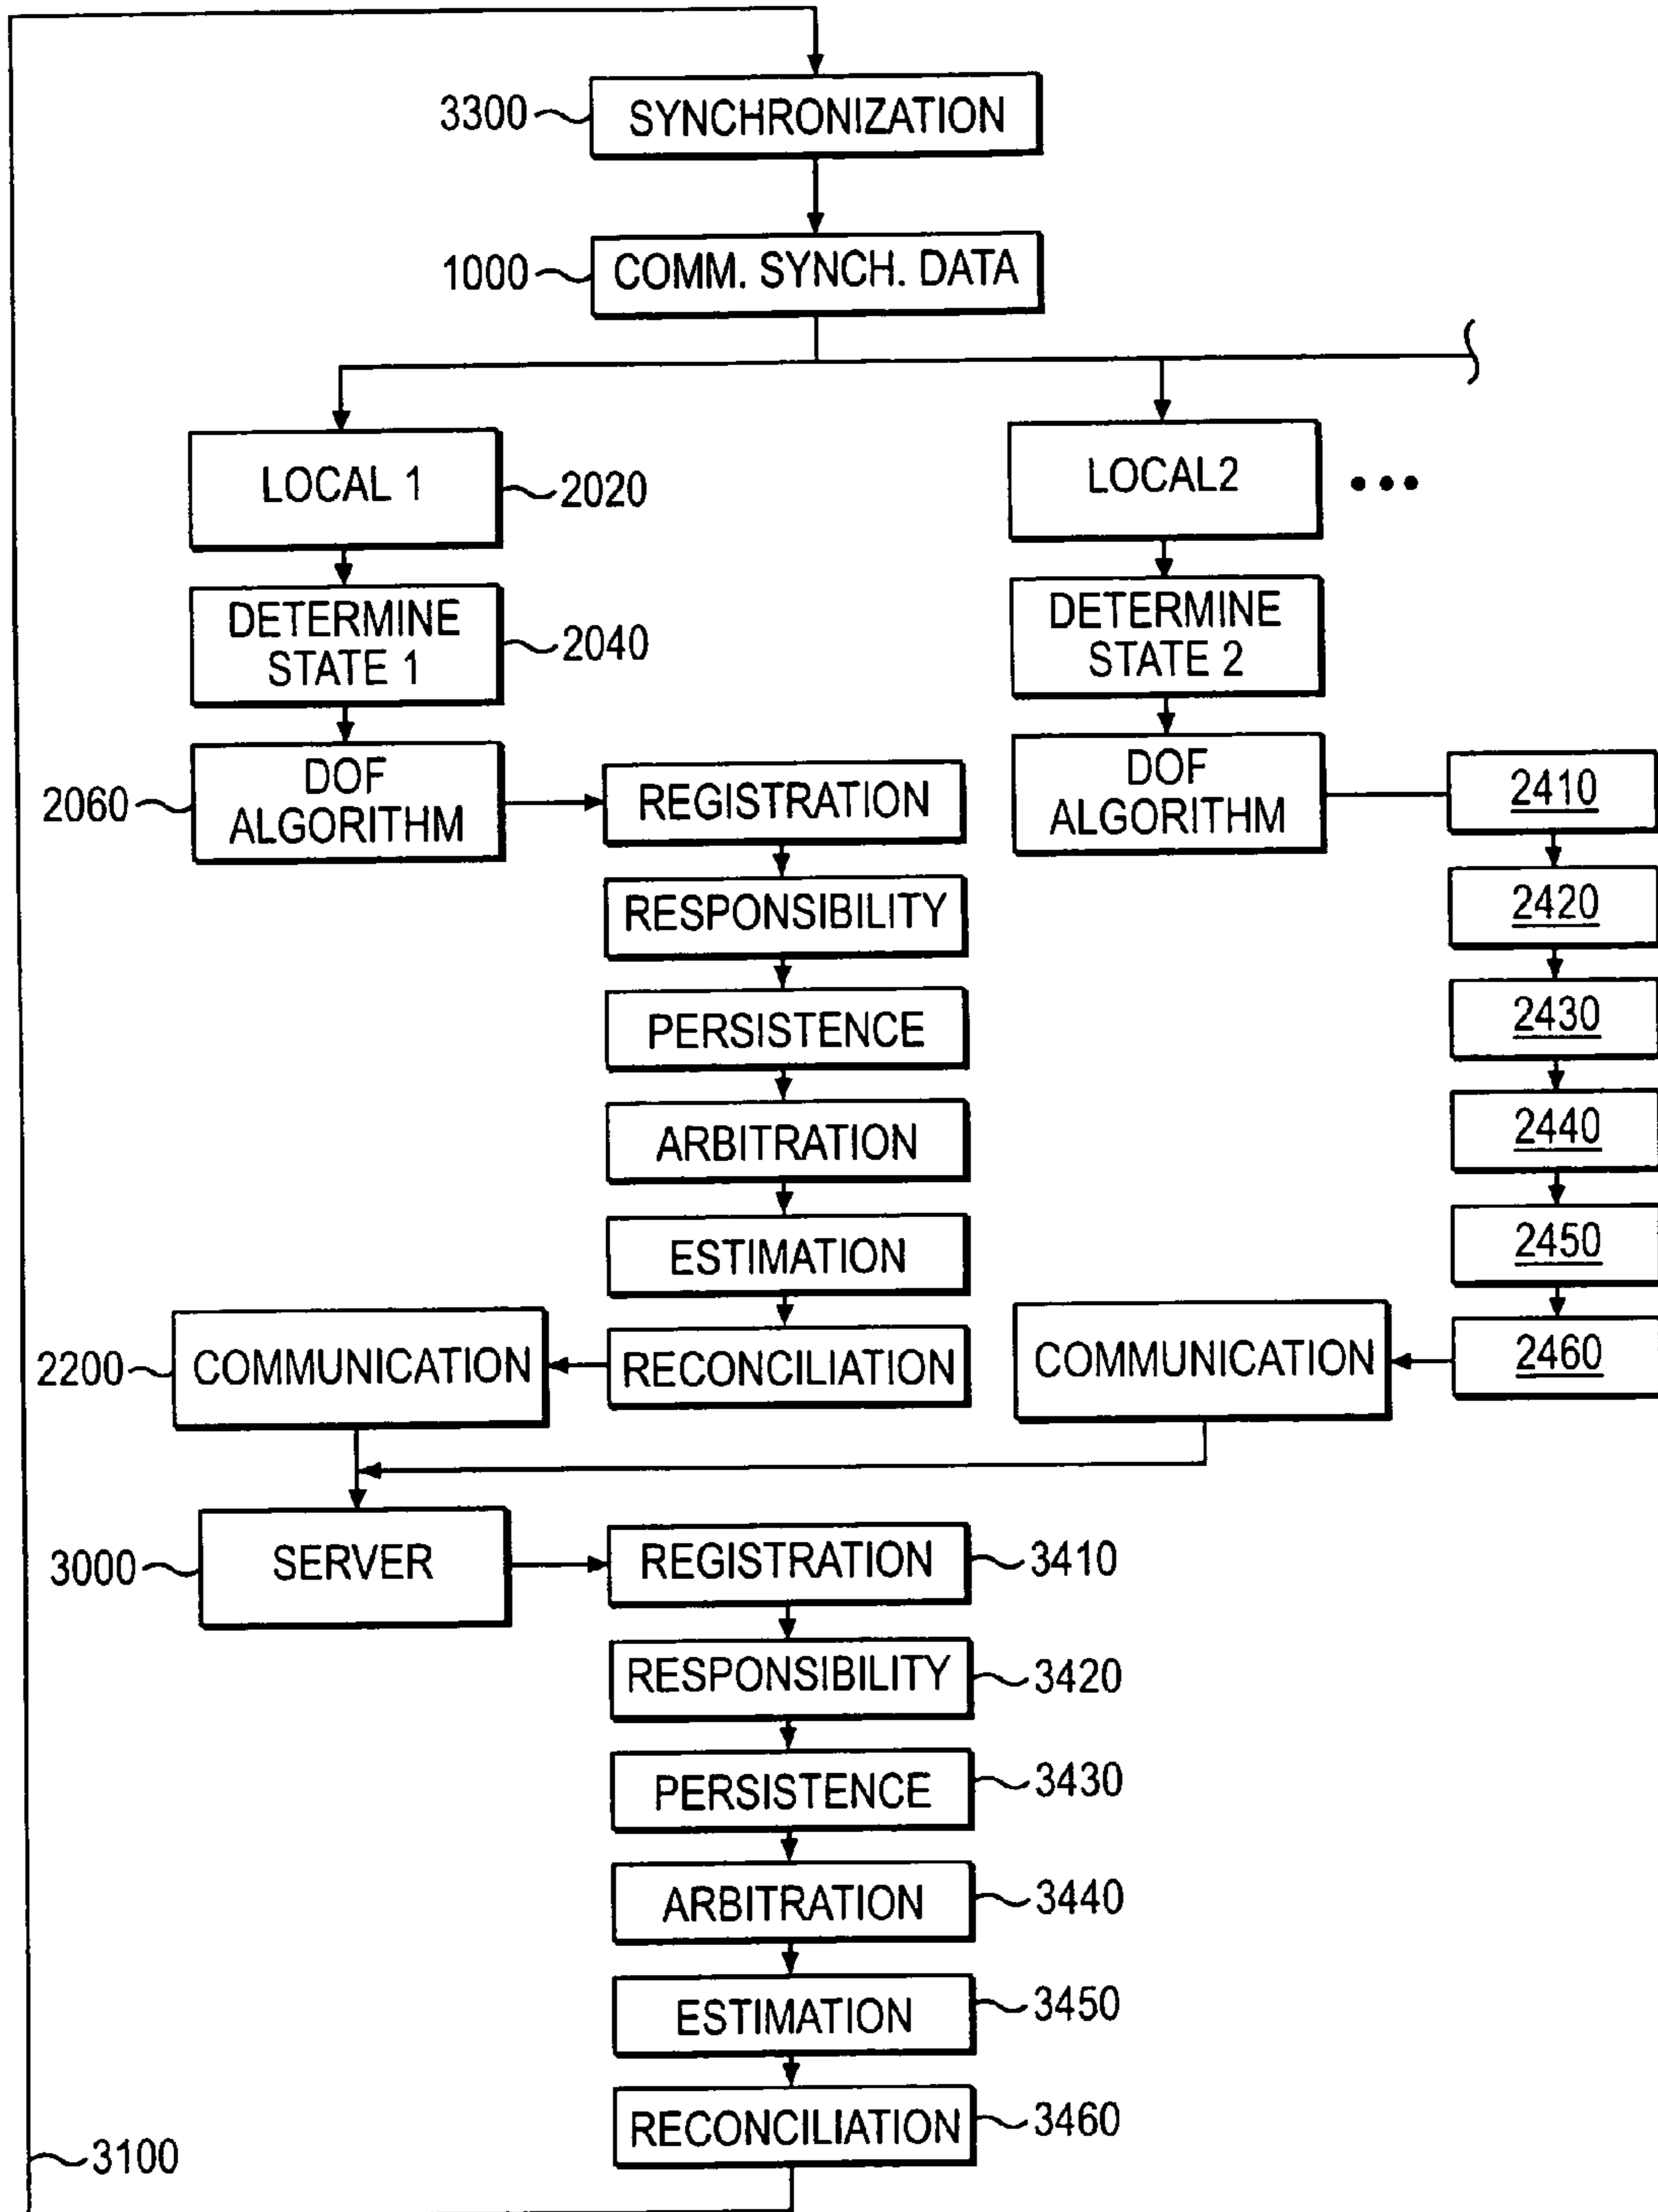 3300
SYNCHRONIZATION
1000
COMM. SYNCH. DATA
LOCAL 1
2020
LOCAL2
•••
DETERMINE
STATE 1
2040
DETERMINE
STATE 2
2060
DOF
ALGORITHM
REGISTRATION
DOF
ALGORITHM
2410
RESPONSIBILITY
2420
PERSISTENCE
2430
ARBITRATION
2440
ESTIMATION
2450
2200
COMMUNICATION
RECONCILIATION
COMMUNICATION
2460
3000
SERVER
REGISTRATION
3410
RESPONSIBILITY
3420
PERSISTENCE
3430
ARBITRATION
3440
ESTIMATION
3450
RECONCILIATION
3460
3100